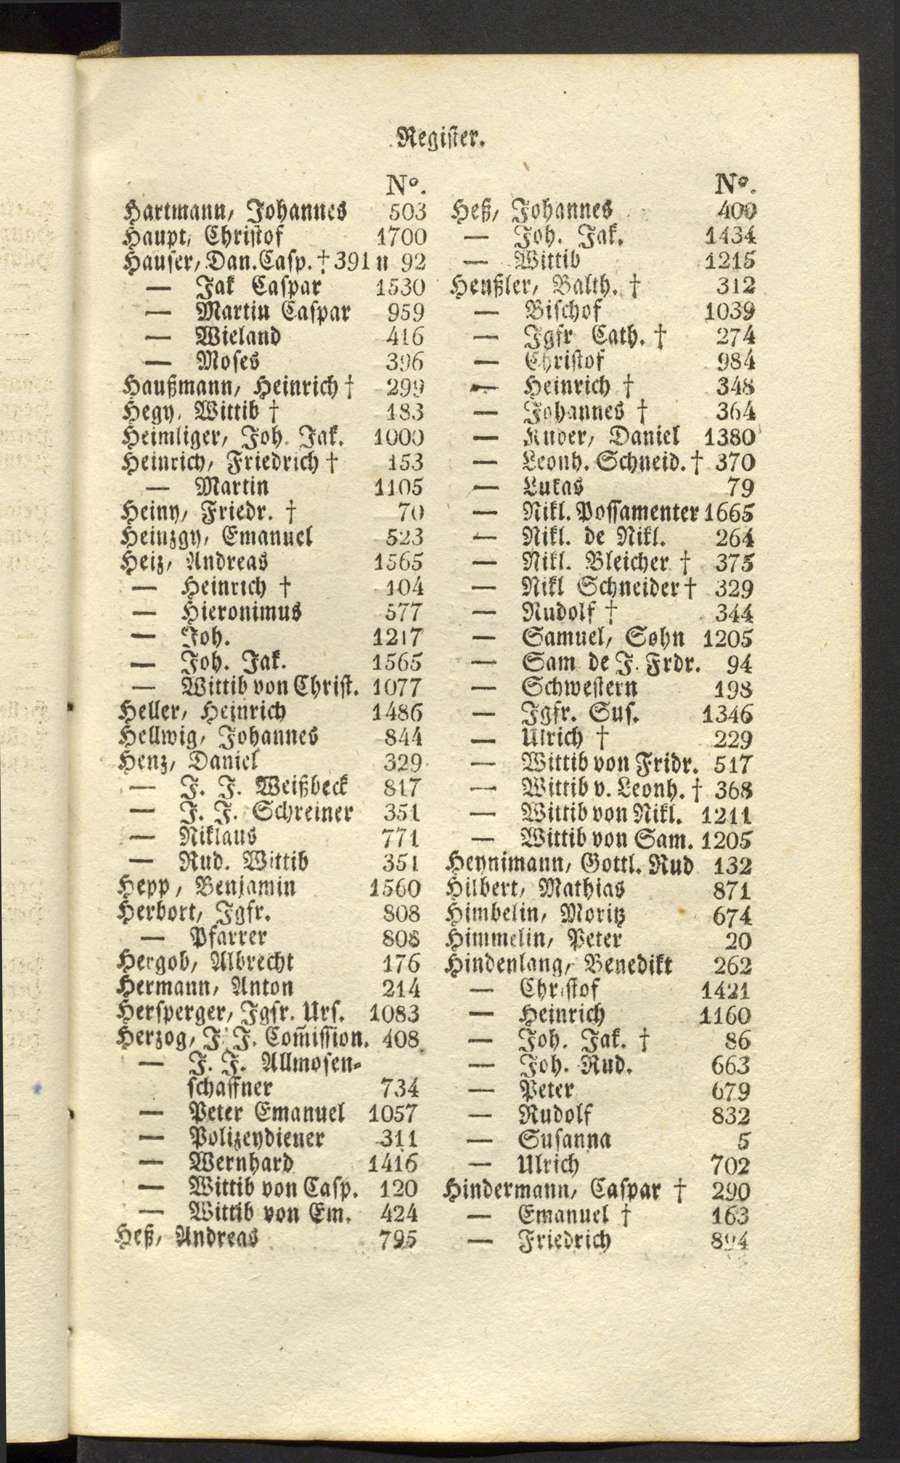 Register.
Nº.
Hartmann, Johannes 503
Haupt, Christof 1700
Hauser, Dan. Casp. † 391 u 92
— Jak Caspar 1530
— Martin Caspar 959
— Wieland 416
— Moses 396
Haußmann, Heinrich † 299
Hegy, Wittib † 183
Heimliger, Joh. Jak. 1000
Heinrich, Friedrich † 153
— Martin 1105
Heiny, Friedr. † 70
Heinzgy, Emanuel 523
Heiz, Andreas 1565
— Heinrich † 104
— Hieronimus 577
— Joh. 1217
— Joh. Jak. 1565
— Wittib von Christ. 1077
Heller, Heinrich 1486
Hellwig, Johannes 844
Henz, Daniel 329
— J. J. Weißbeck 817
— J. J. Schreiner 351
— Niklaus 771
— Rud. Wittib 351
Hepp, Benjamin 1560
Herbort, Jgfr. 808
— Pfarrer 808
Hergob, Albrecht 176
Hermann, Anton 214
Hersperger, Jgfr. Urs. 1083
Herzog, J. J. Com̄ission. 408
— J. J. Allmosen-
schaffner 734
— Peter Emanuel 1057
— Polizeydiener 311
— Wernhard 1416
— Wittib von Casp. 120
— Wittib von Em. 424
Heß, Andreas 795
Nº.
Heß, Johannes 400
— Joh. Jak. 1434
— Wittib 1215
Heußler, Balth. † 312
— Bischof 1039
— Jgfr Cath. † 274
— Christof 984
— Heinrich † 348
— Johannes † 364
— Kuder, Daniel 1380
— Leonh. Schneid. † 370
— Lukas 79
— Nikl. Possamenter 1665
— Nikl. de Nikl. 264
— Nikl. Bleicher † 375
— Nikl Schneider † 329
— Rudolf † 344
— Samuel, Sohn 1205
— Sam de J. Frdr. 94
— Schwestern 198
— Jgfr. Sus. 1346
— Ulrich † 229
— Wittib von Fridr. 517
— Wittib v. Leonh. † 368
— Wittib von Nikl. 1211
— Wittib von Sam. 1205
Heynimann, Gottl. Rud 132
Hilbert, Mathias 871
Himbelin, Moritz 674
Himmelin, Peter 20
Hindenlang, Benedikt 262
— Christof 1421
— Heinrich 1160
— Joh. Jak. † 86
— Joh. Rud. 663
— Peter 679
— Rudolf 832
— Susanna 5
— Ulrich 702
Hindermann, Caspar † 290
— Emanuel † 163
— Friedrich 894